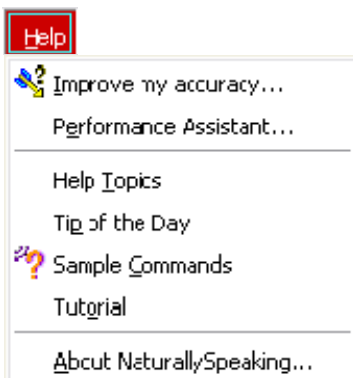 Help
Improve my accuracy...
Performance Assistant...
Help Topics
Tip of the Day
Sample Commands
Tutorial
About NaturallySpeaking...